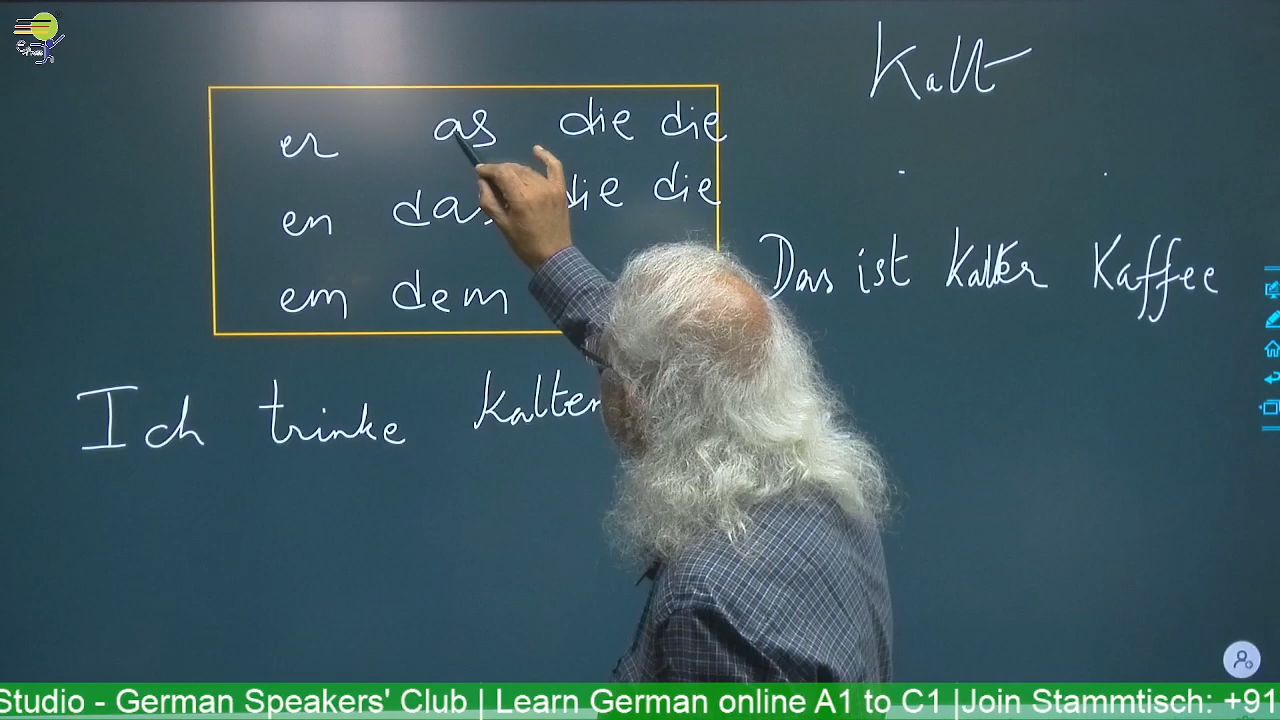 Kalt
er as die die
en das die die
em dem
Das ist kalter Kaffee
Ich trinke kalten
Studio - German Speakers' Club | Learn German online A1 to C1 |Join Stammtisch: +91